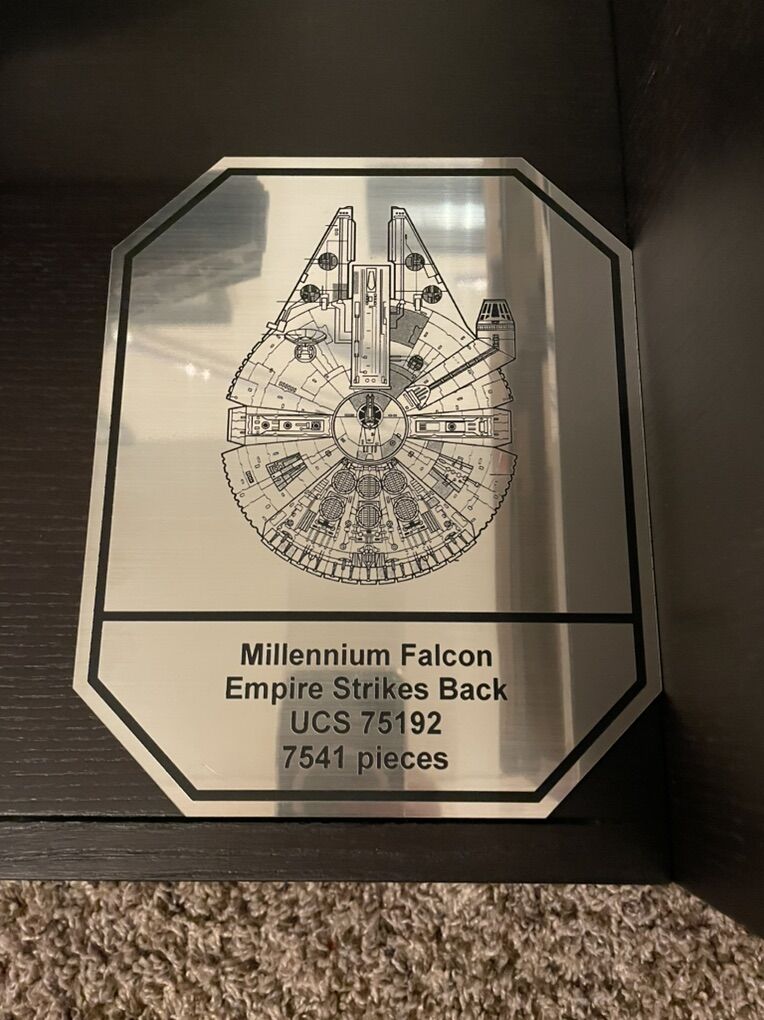 Millennium Falcon
Empire Strikes Back
UCS 75192
7541 pieces